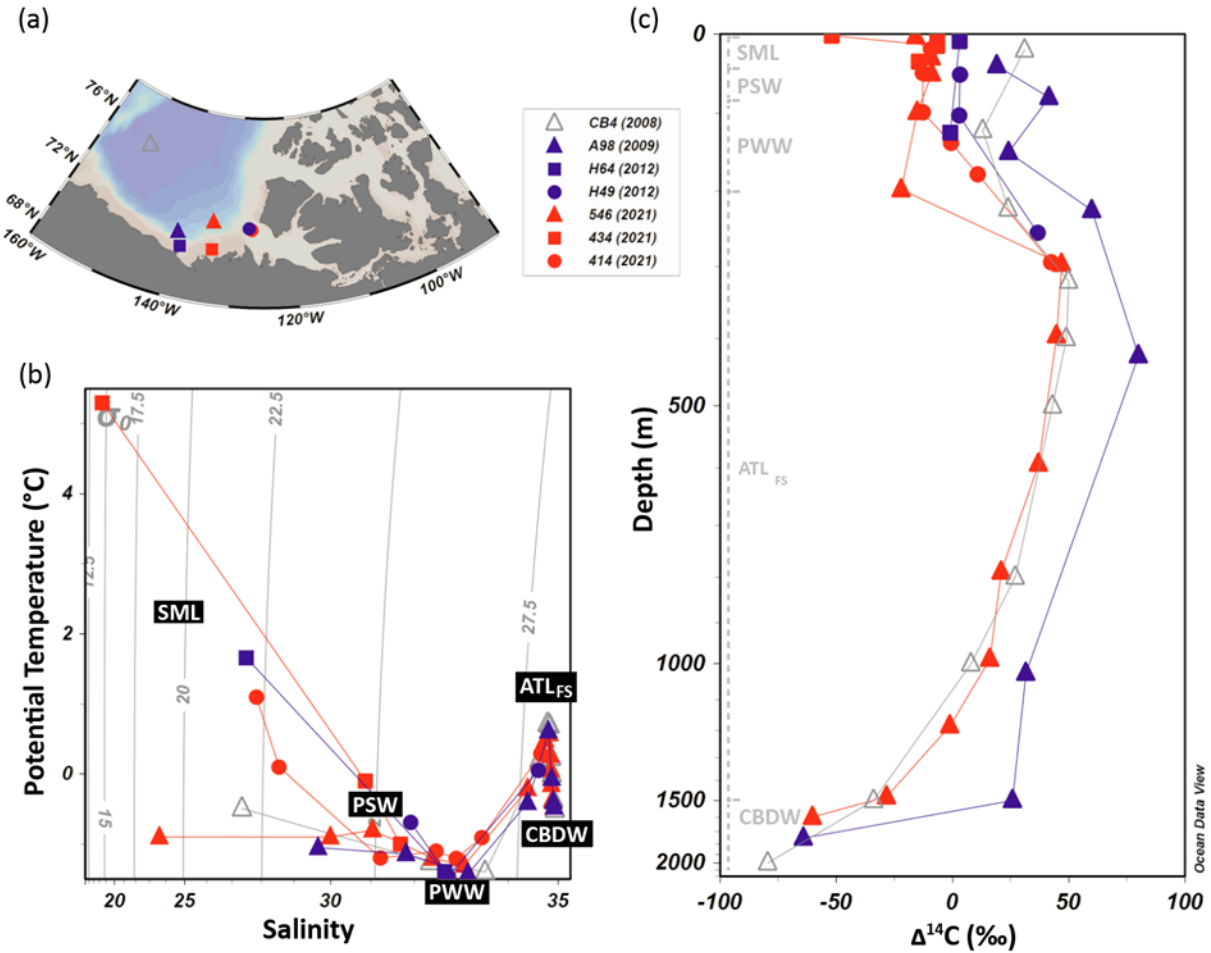 (a)
76°N
72°N
68°N
160°W
140°W
120°W
100°W
CB4 (2008)
A98 (2009)
H64 (2012)
H49 (2012)
546 (2021)
434 (2021)
414 (2021)
(b)
Potential Temperature (°C)
4
2
0
σ0
17.5
22.5
12.5
20
15
27.5
SML
PSW
PWW
ATLFS
CBDW
20
25
30
35
Salinity
(c)
Depth (m)
0
500
1000
1500
2000
SML
PSW
PWW
ATL FS
CBDW
-100
-50
0
50
100
Δ14C (‰)
Ocean Data View